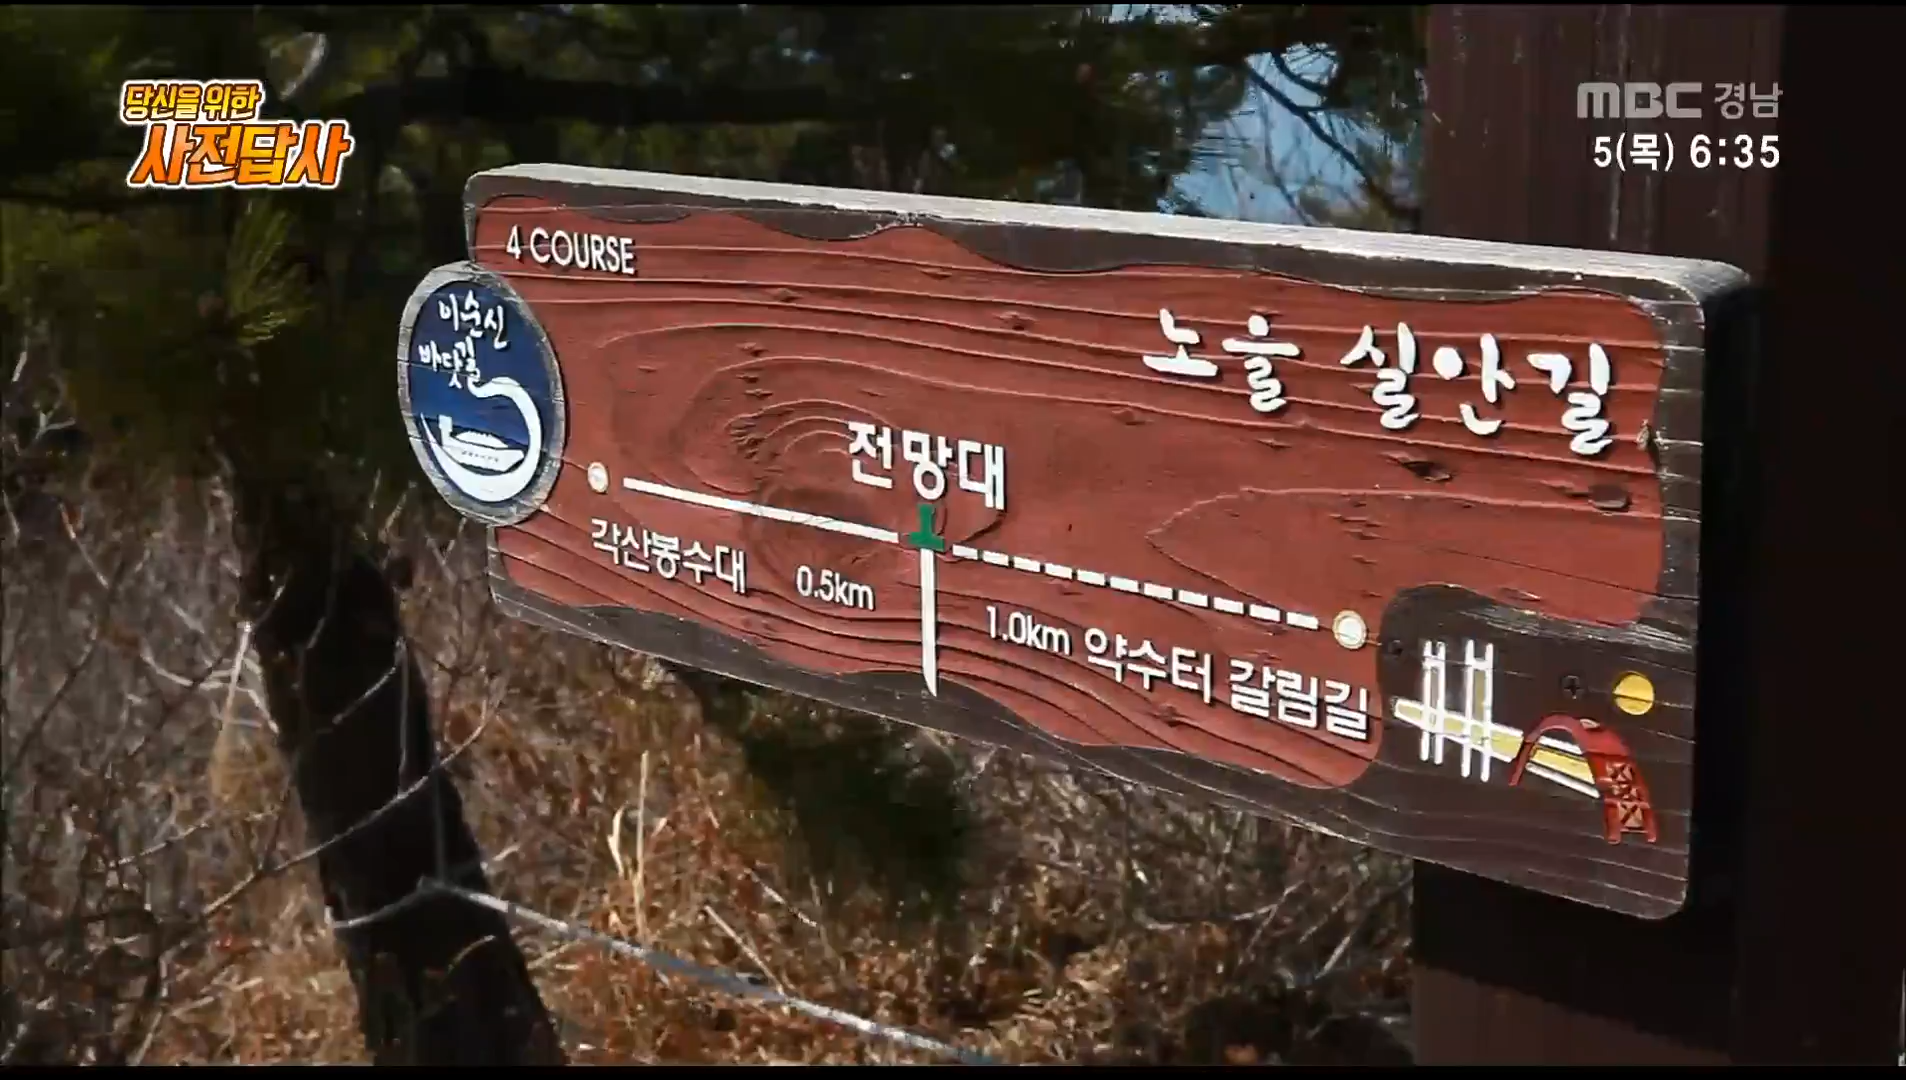 당신을 위한
사전답사
MBC 경남
5(목) 6:35
4 COURSE
이순신
바닷길
노을 실안길
전망대
각산봉수대 0.5km
1.0km 약수터 갈림길